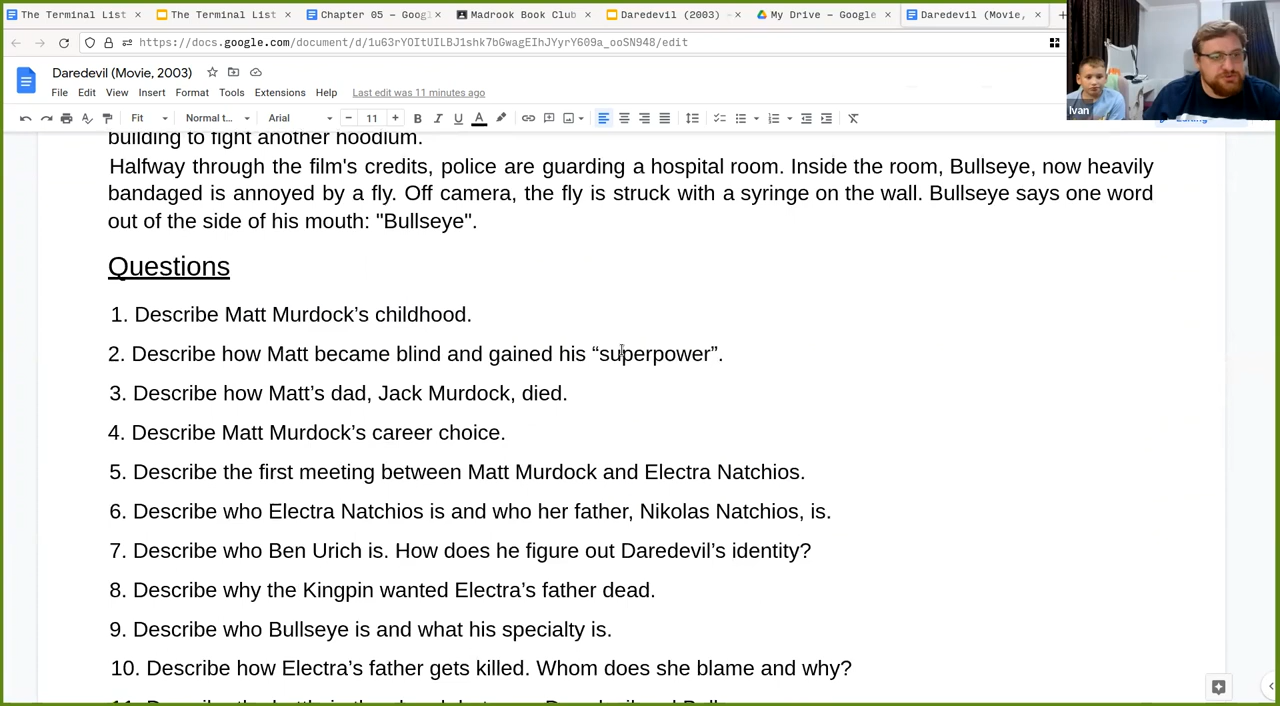 The Terminal List
The Terminal List
Chapter 05 – Goog
Madrook Book Club
Daredevil (2003) –
My Drive – Google
Daredevil (Movie,
https://docs.google.com/document/d/1u63rYOItUILBJ1shk7bGwagEIhJYyrY609a_ooSN948/edit
Daredevil (Movie, 2003)
File Edit View Insert Format Tools Extensions Help Last edit was 11 minutes ago
Ivan
Fit Normal t... Arial 11 B I U A
building to fight another hoodlum.
Halfway through the film's credits, police are guarding a hospital room. Inside the room, Bullseye, now heavily
bandaged is annoyed by a fly. Off camera, the fly is struck with a syringe on the wall. Bullseye says one word
out of the side of his mouth: "Bullseye".
Questions
1. Describe Matt Murdock’s childhood.
2. Describe how Matt became blind and gained his “superpower”.
3. Describe how Matt’s dad, Jack Murdock, died.
4. Describe Matt Murdock’s career choice.
5. Describe the first meeting between Matt Murdock and Electra Natchios.
6. Describe who Electra Natchios is and who her father, Nikolas Natchios, is.
7. Describe who Ben Urich is. How does he figure out Daredevil’s identity?
8. Describe why the Kingpin wanted Electra’s father dead.
9. Describe who Bullseye is and what his specialty is.
10. Describe how Electra’s father gets killed. Whom does she blame and why?